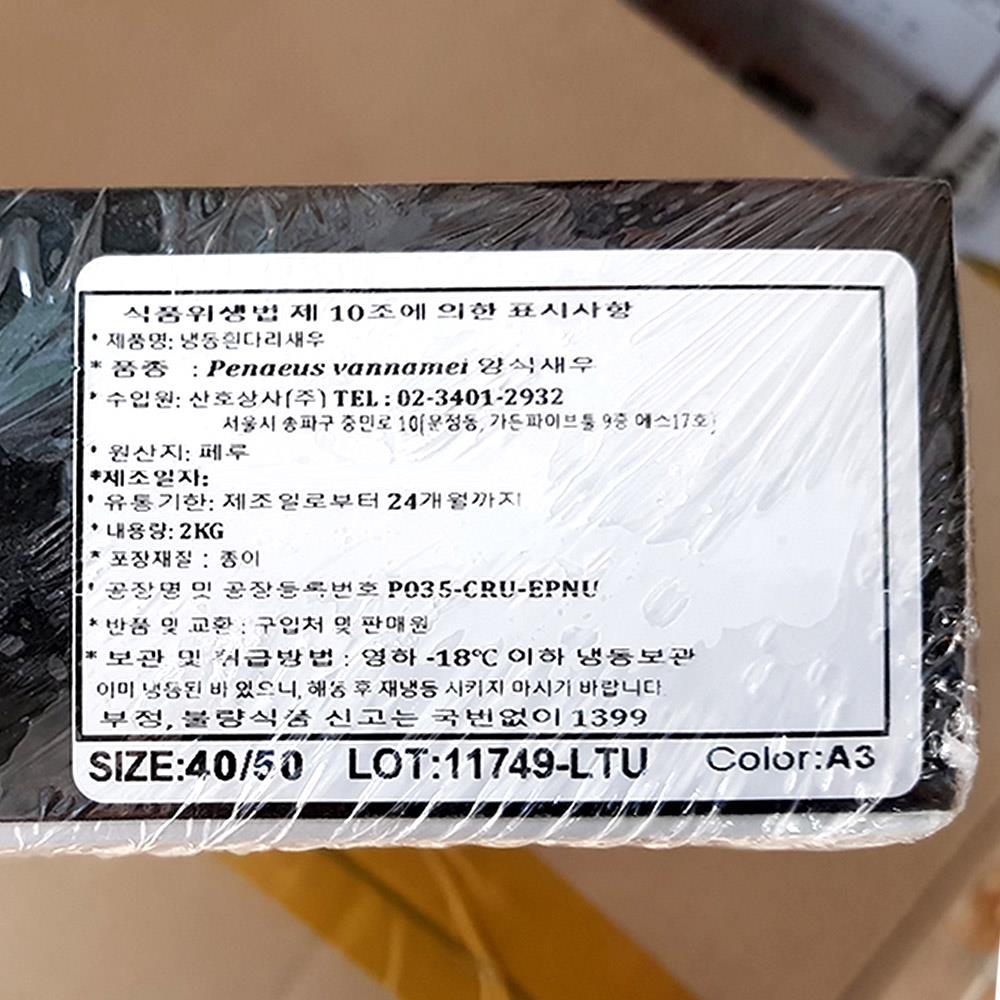 식품위생법 제 10조에 의한 표시사항
* 제품명: 냉동흰다리새우
* 품종 : Penaeus vannamei 양식새우
* 수입원: 산호상사(주) TEL : 02-3401-2932
서울시 송파구 충민로 10(문정동, 가든파이브툴 9층 에스17호)
* 원산지: 페루
*제조일자:
* 유통기한: 제조일로부터 24개월까지
* 내용량: 2KG
* 포장재질 : 종이
* 공장명 및 공장등록번호 P035-CRU-EPNU
* 반품 및 교환 : 구입처 및 판매원
* 보관 및 취급방법 : 영하 -18℃ 이하 냉동보관
이미 냉동된 바 있으니, 해동 후 재냉동 시키지 마시기 바랍니다.
부정, 불량식품 신고는 국번없이 1399
SIZE:40/50 LOT:11749-LTU Color:A3